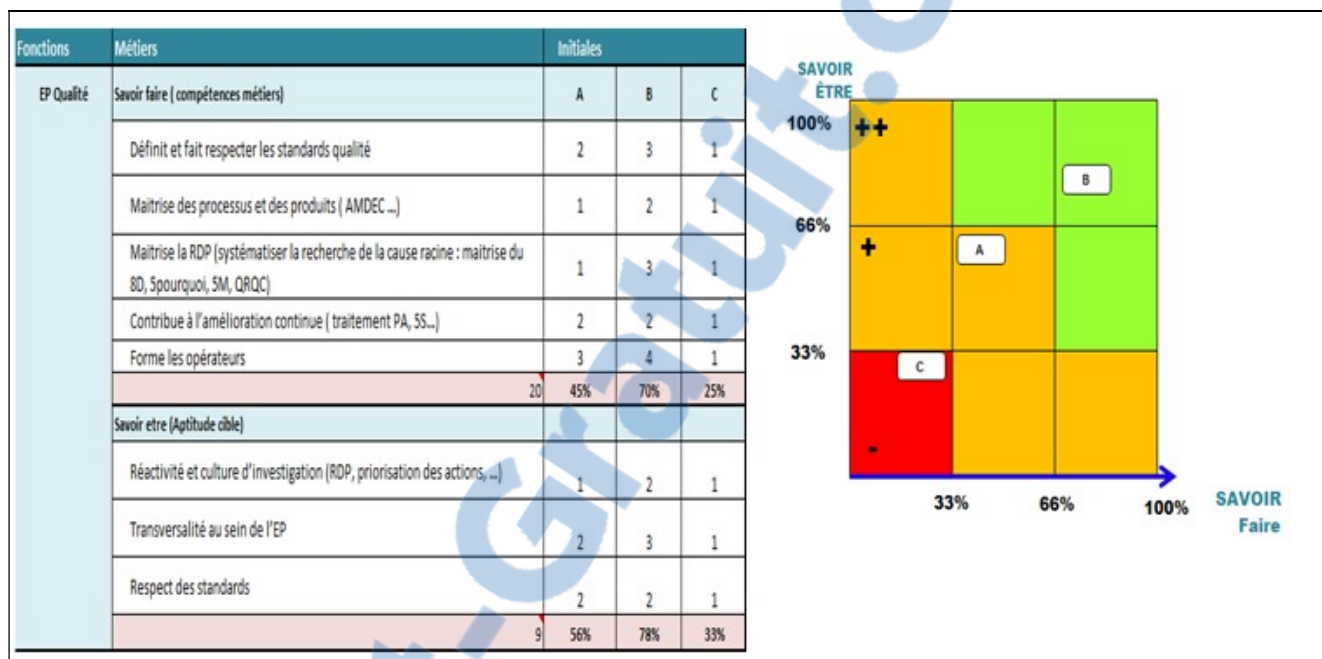 Fonctions Métiers Initiales
EP Qualité Savoir faire ( compétences métiers) A B C
Définit et fait respecter les standards qualité 2 3 1
Maitrise des processus et des produits ( AMDEC ...) 1 2 1
Maitrise la RDP (systématiser la recherche de la cause racine : maitrise du
8D, 5pourquoi, 5M, QRQC) 1 3 1
Contribue à l'amélioration continue ( traitement PA, 5S...) 2 2 1
Forme les opérateurs 3 4 1
20 45% 70% 25%
Savoir etre (Aptitude cible)
Réactivité et culture d'investigation (RDP, priorisation des actions, ...) 1 2 1
Transversalité au sein de l'EP 2 3 1
Respect des standards 2 2 1
9 56% 78% 33%
SAVOIR
ÊTRE
100% ++
B
66%
+ A
33%
C
-
33% 66% 100% SAVOIR
Faire
t-Gratuit.c